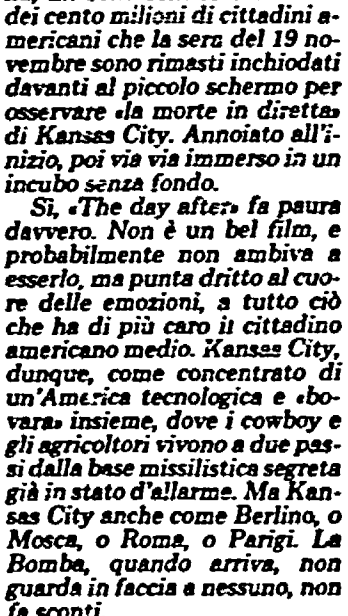 dei cento milioni di cittadini a-
mericani che la sera del 19 no-
vembre sono rimasti inchiodati
davanti al piccolo schermo per
osservare «la morte in diretta»
di Kansas City. Annoiato all'i-
nizio, poi via via immerso in un
incubo senza fondo.
Sì, «The day after» fa paura
davvero. Non è un bel film, e
probabilmente non ambiva a
esserlo, ma punta dritto al cuo-
re delle emozioni, a tutto ciò
che ha di più caro il cittadino
americano medio. Kansas City,
dunque, come concentrato di
un'America tecnologica e «bo-
vara» insieme, dove i cowboy e
gli agricoltori vivono a due pas-
si dalla base missilistica segreta
già in stato d'allarme. Ma Kan-
sas City anche come Berlino, o
Mosca, o Roma, o Parigi. La
Bomba, quando arriva, non
guarda in faccia a nessuno, non
fa sconti.